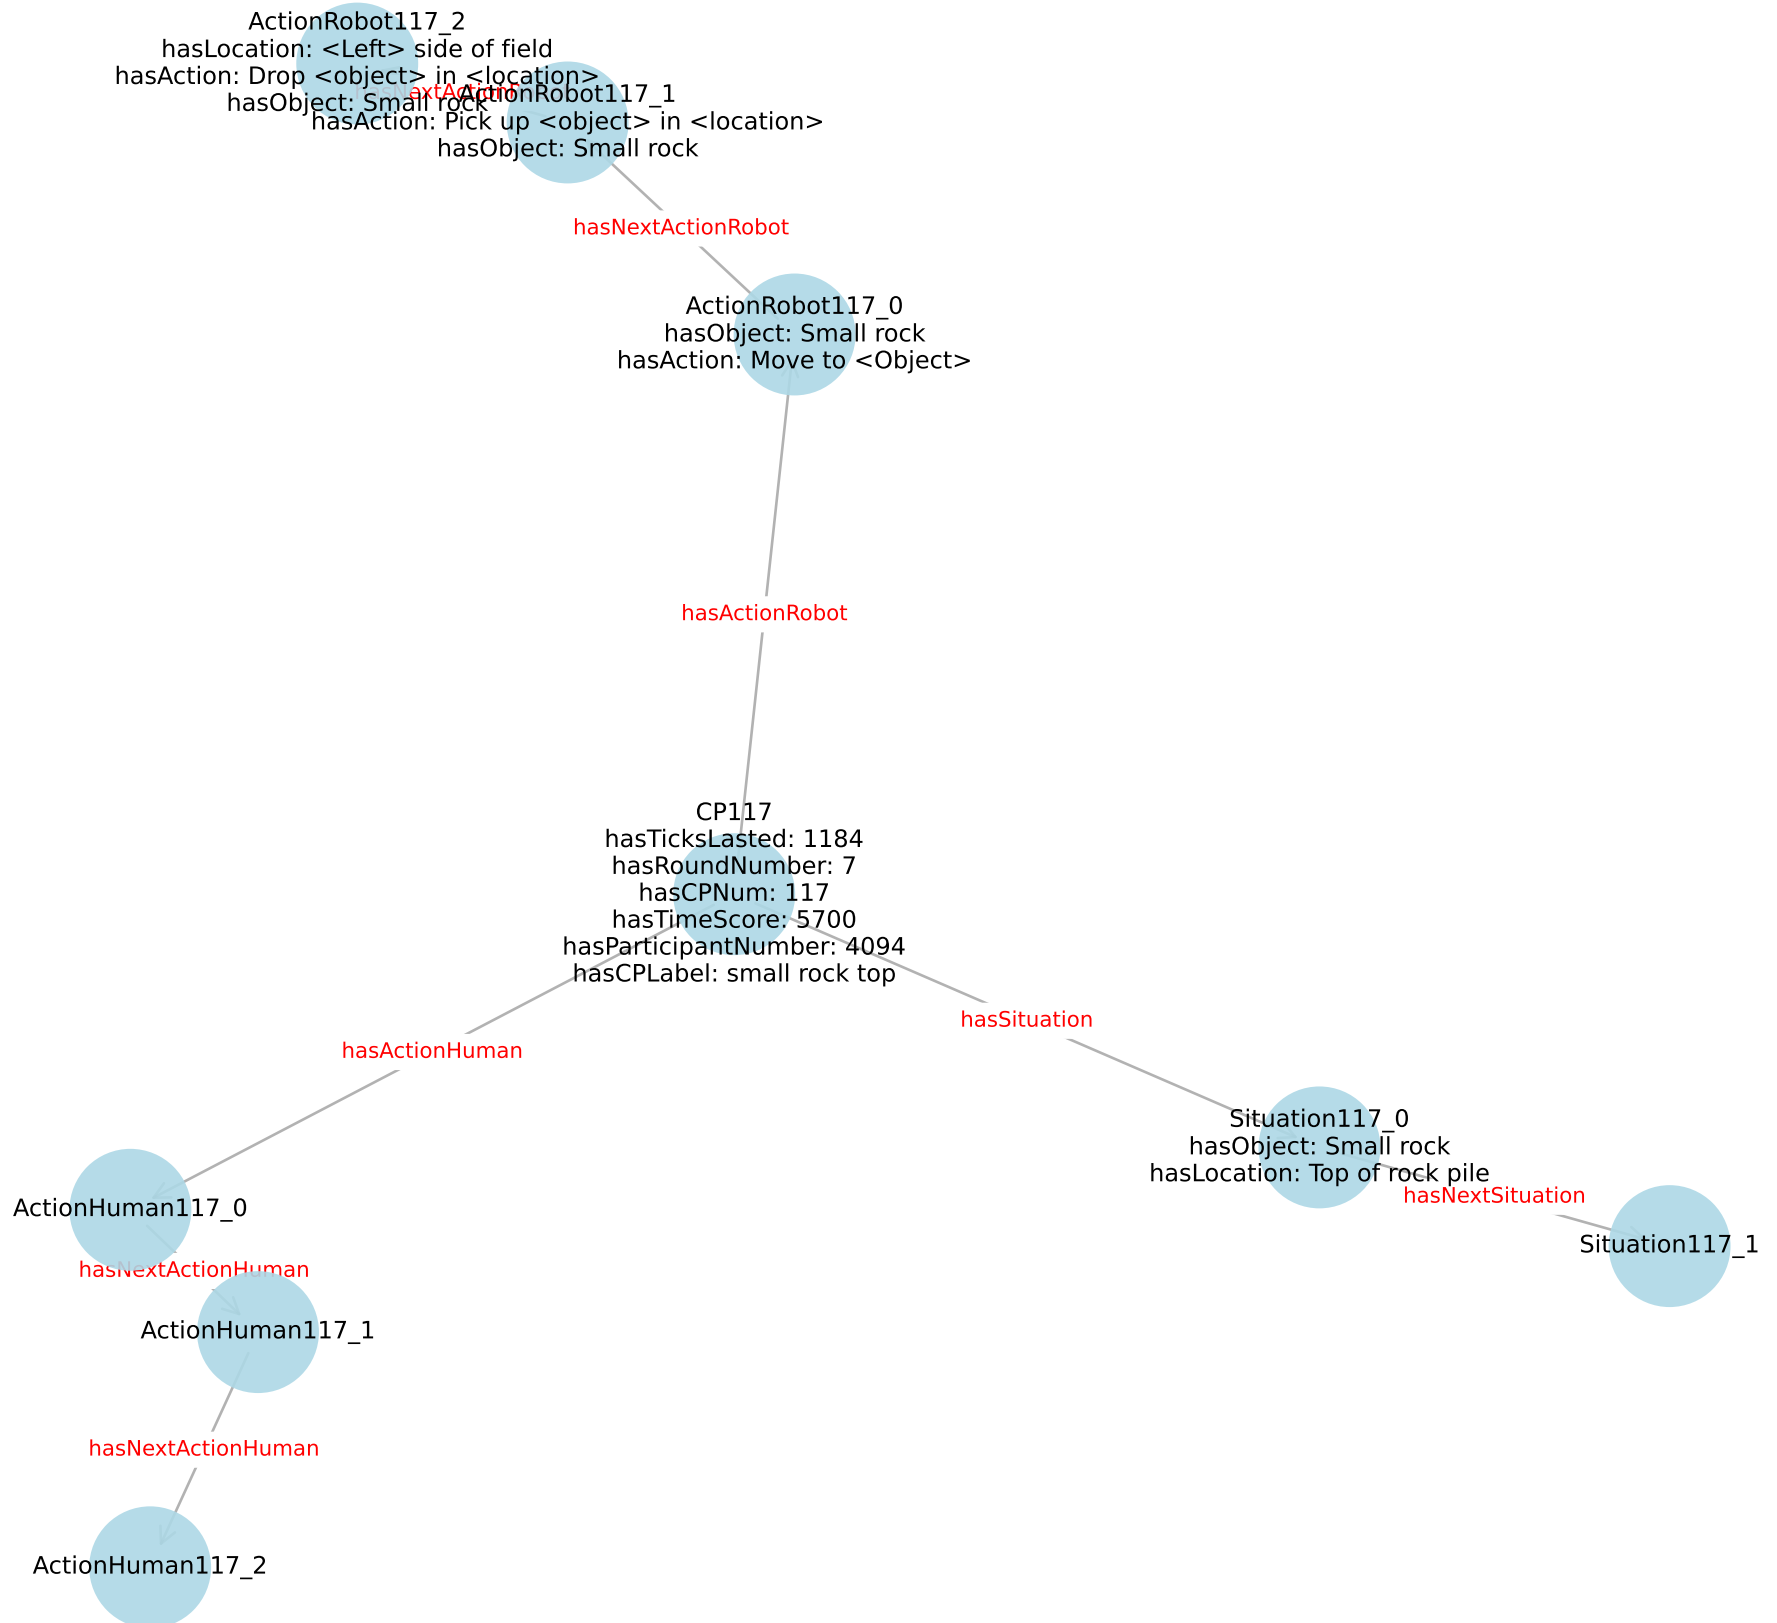 ActionRobot117_2
hasLocation: <Left> side of field
hasAction: Drop <object> in <location>
hasObject: Small rock
ActionRobot117_1
hasAction: Pick up <object> in <location>
hasObject: Small rock
hasNextActionRobot
ActionRobot117_0
hasObject: Small rock
hasAction: Move to <Object>
hasActionRobot
CP117
hasTicksLasted: 1184
hasRoundNumber: 7
hasCPNum: 117
hasTimeScore: 5700
hasParticipantNumber: 4094
hasCPLabel: small rock top
hasSituation
hasActionHuman
Situation117_0
hasObject: Small rock
hasLocation: Top of rock pile
hasNextSituation
Situation117_1
ActionHuman117_0
hasNextActionHuman
ActionHuman117_1
hasNextActionHuman
ActionHuman117_2